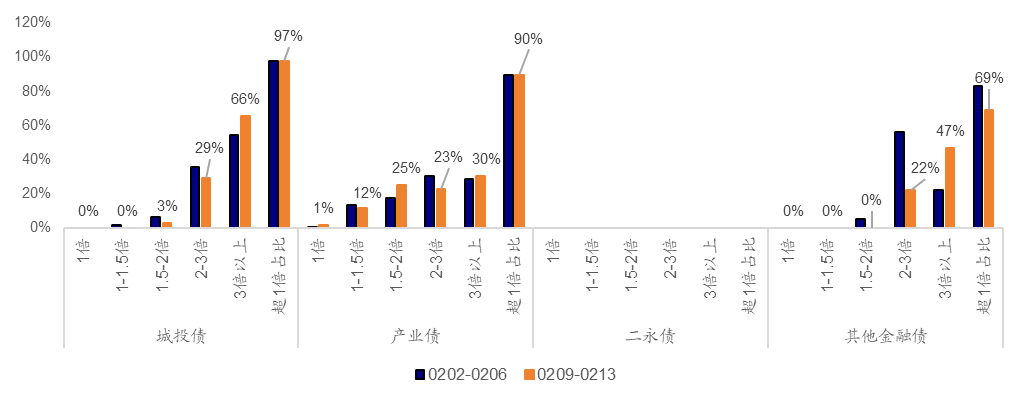 120%
100%
80%
60%
40%
20%
0%
0%
0%
3%
29%
66%
97%
1%
12%
25%
23%
30%
90%
0%
0%
0%
22%
47%
69%
1倍
1-1.5倍
1.5-2倍
2-3倍
3倍以上
超1倍占比
1倍
1-1.5倍
1.5-2倍
2-3倍
3倍以上
超1倍占比
1倍
1-1.5倍
1.5-2倍
2-3倍
3倍以上
超1倍占比
1倍
1-1.5倍
1.5-2倍
2-3倍
3倍以上
超1倍占比
城投债
产业债
二永债
其他金融债
0202-0206
0209-0213